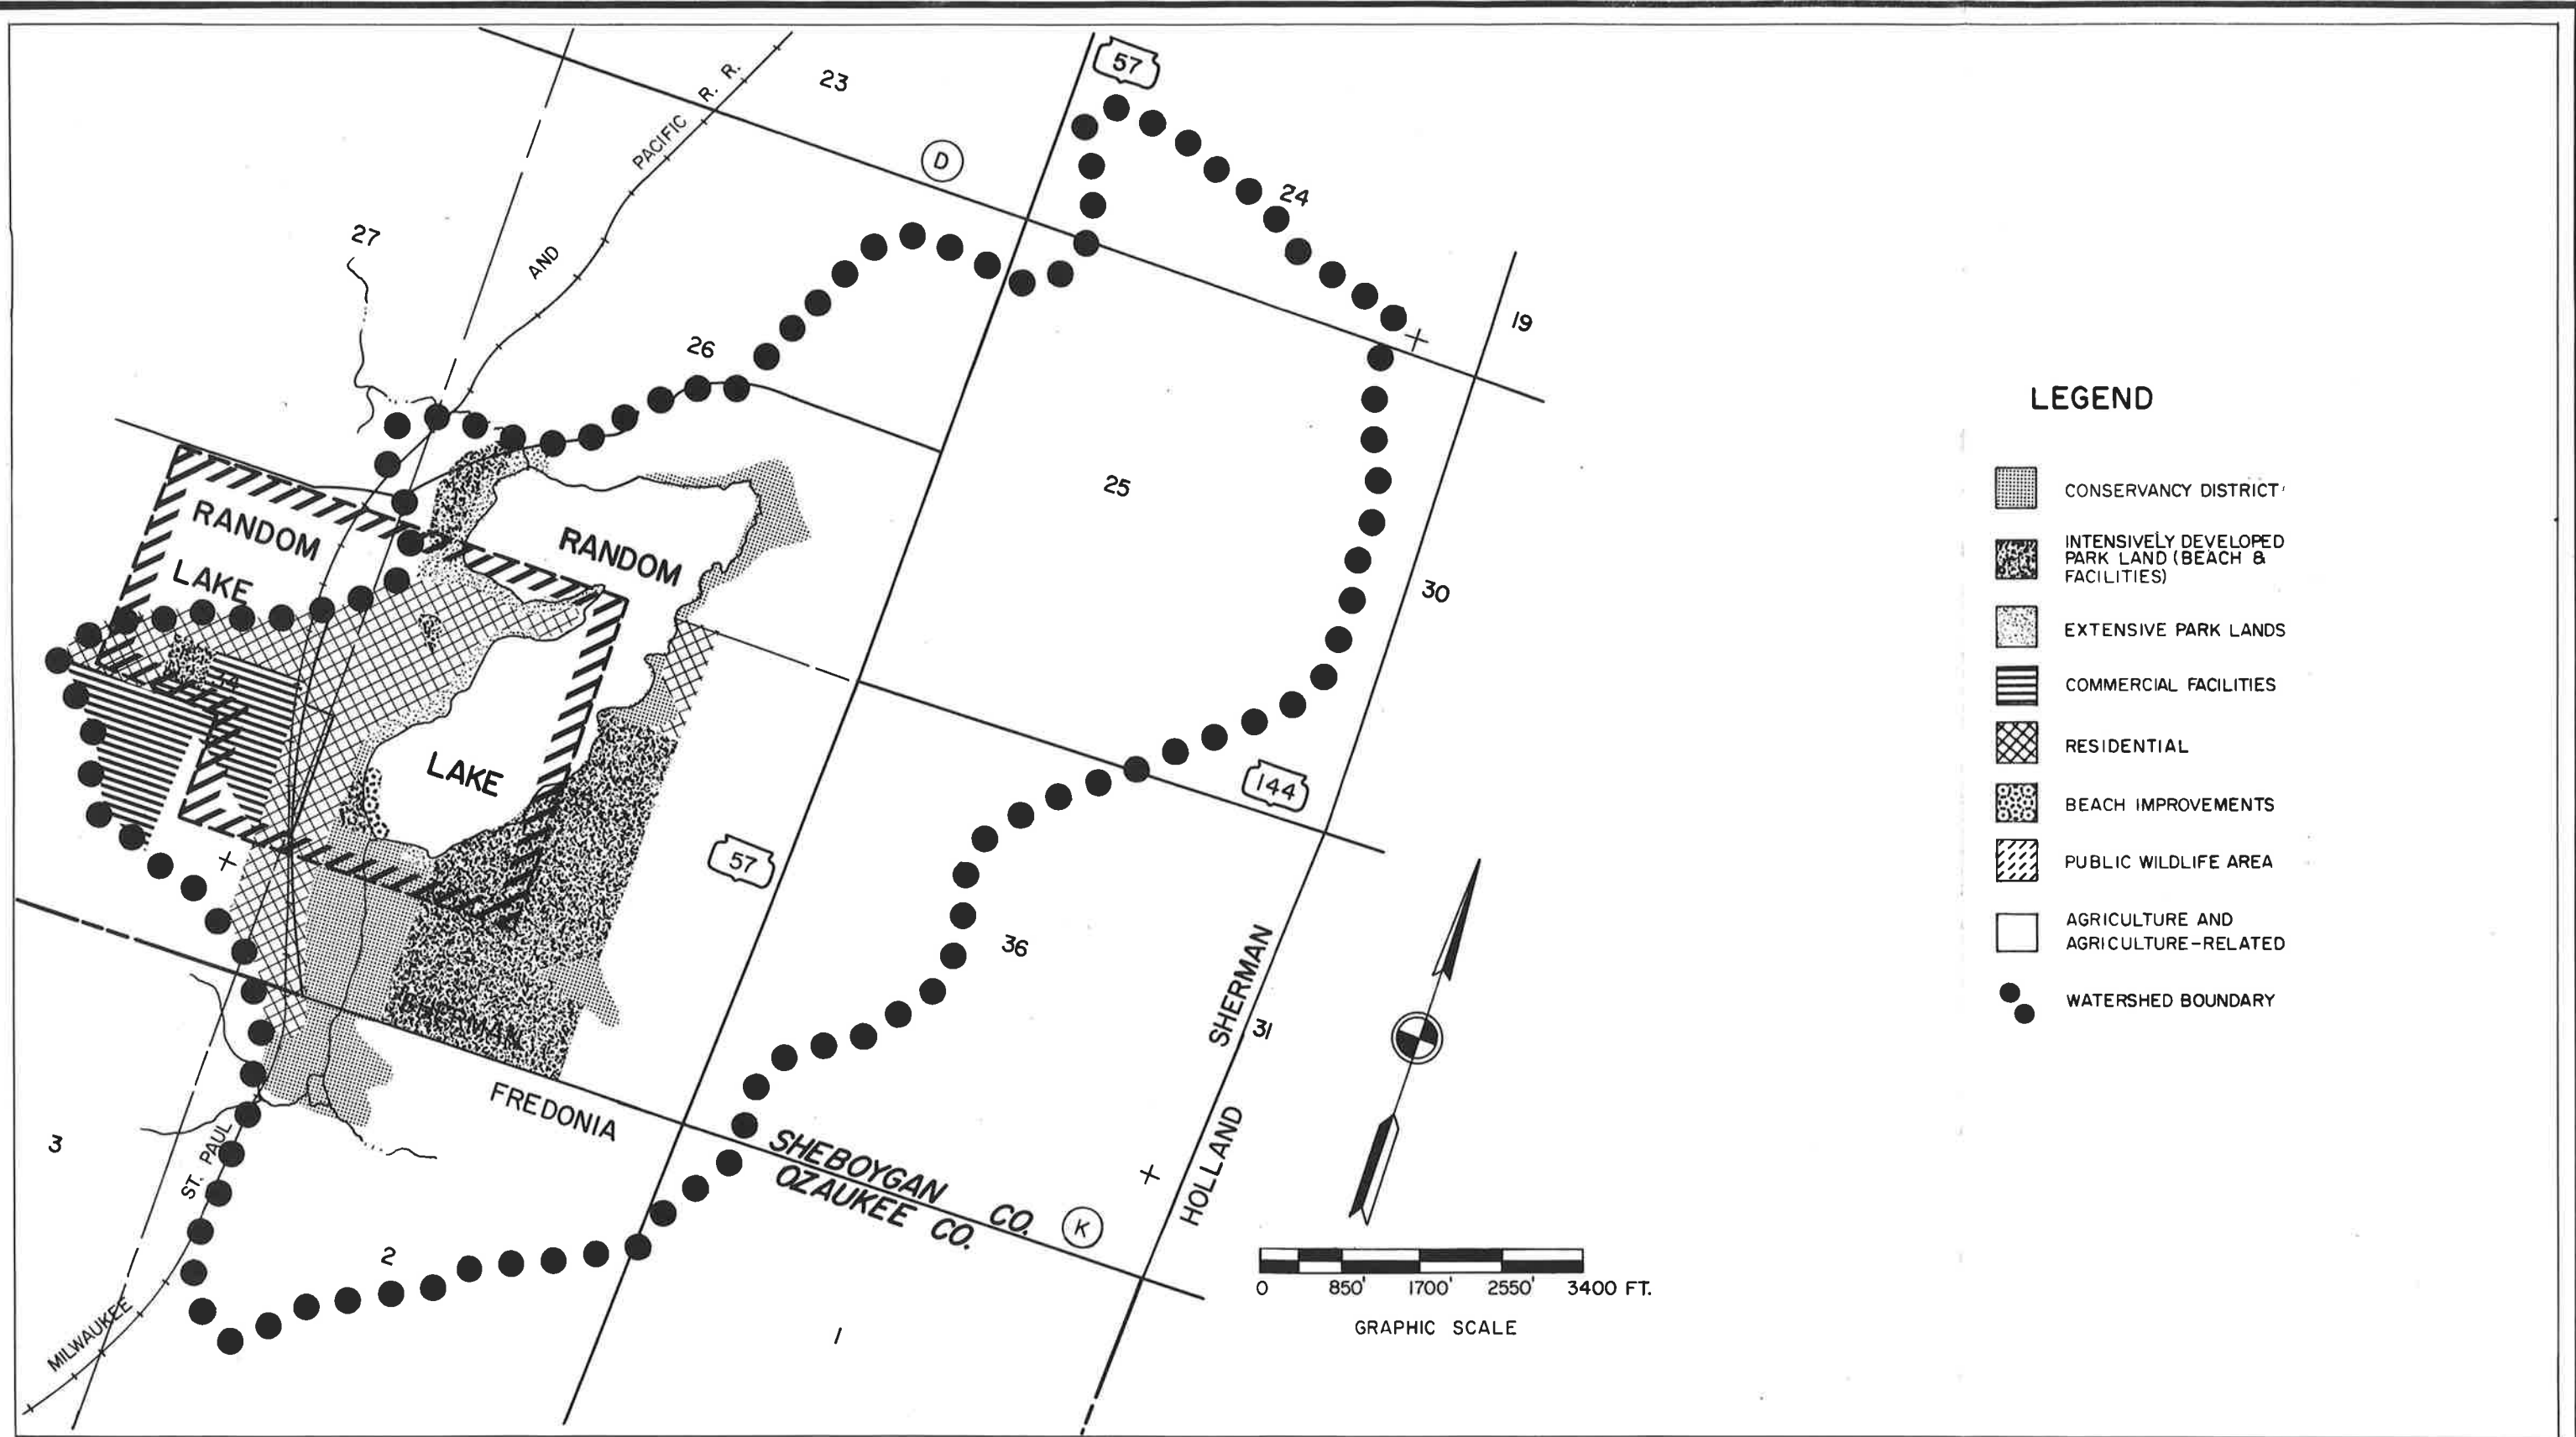 57
23
R. R.
PACIFIC
AND
D
24
27
19
26
25
30
RANDOM
LAKE
RANDOM
LAKE
34
144
57
36
SHERMAN
HOLLAND
31
SHERMAN
FREDONIA
SHEBOYGAN CO.
OZAUKEE CO.
K
3
ST. PAUL
MILWAUKEE
2
1
0 850' 1700' 2550' 3400 FT.
GRAPHIC SCALE
LEGEND
CONSERVANCY DISTRICT
INTENSIVELY DEVELOPED
PARK LAND (BEACH &
FACILITIES)
EXTENSIVE PARK LANDS
COMMERCIAL FACILITIES
RESIDENTIAL
BEACH IMPROVEMENTS
PUBLIC WILDLIFE AREA
AGRICULTURE AND
AGRICULTURE-RELATED
WATERSHED BOUNDARY